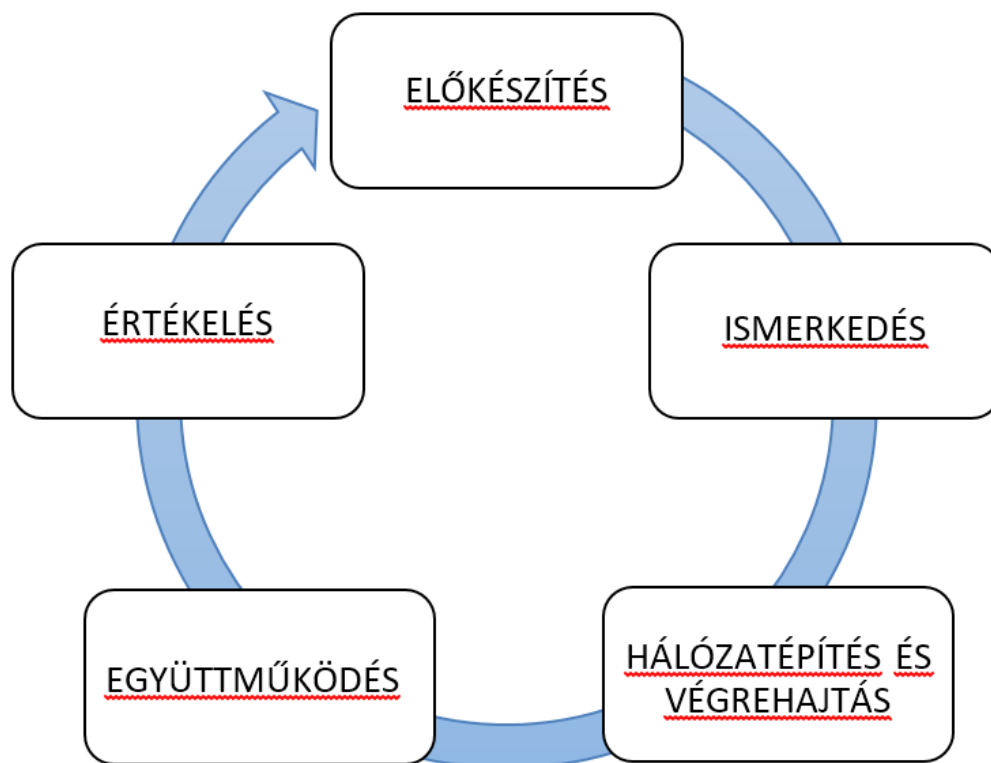 ELŐKÉSZÍTÉS
ISMERKEDÉS
HÁLÓZATÉPÍTÉS ÉS
VÉGREHAJTÁS
EGYÜTTMŰKÖDÉS
ÉRTÉKELÉS